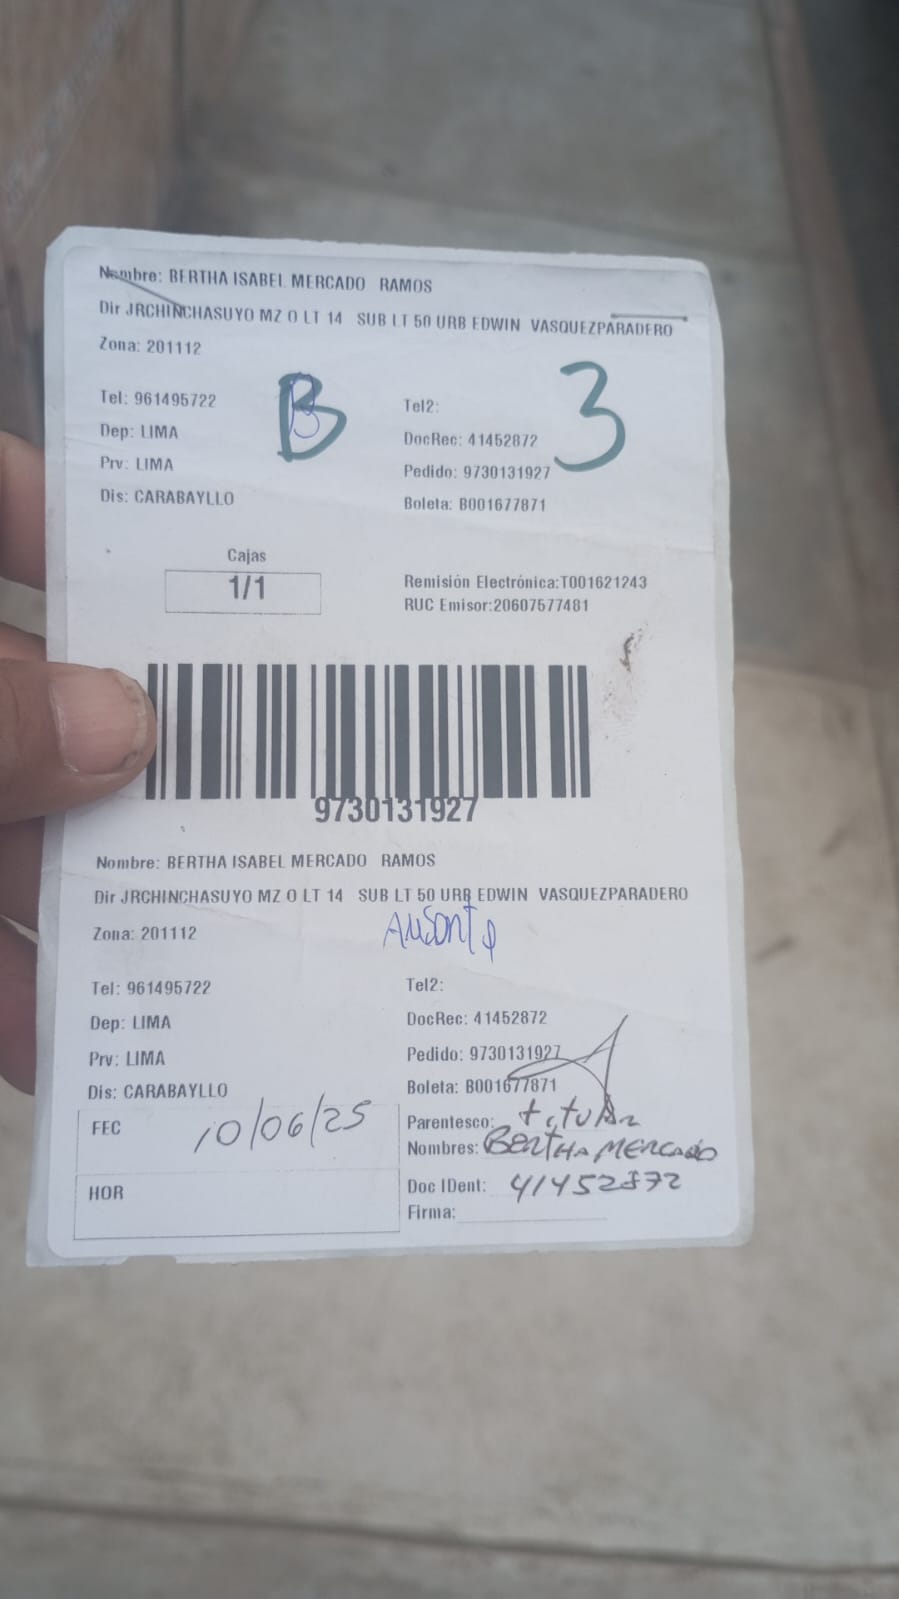 Nombre: BERTHA ISABEL MERCADO RAMOS
Dir JRCHINCHASUYO MZ O LT 14 SUB LT 50 URB EDWIN VASQUEZPARADERO
Zona: 201112
Tel: 961495722
Dep: LIMA
Prv: LIMA
Dis: CARABAYLLO
B
Tel2:
DocRec: 41452872
Pedido: 9730131927
Boleta: B001677871
3
Cajas
1/1
Remisión Electrónica:T001621243
RUC Emisor:20607577481
9730131927
Nombre: BERTHA ISABEL MERCADO RAMOS
Dir JRCHINCHASUYO MZ O LT 14 SUB LT 50 URB EDWIN VASQUEZPARADERO
Zona: 201112
Tel: 961495722
Dep: LIMA
Prv: LIMA
Dis: CARABAYLLO
Tel2:
DocRec: 41452872
Pedido: 9730131927
Boleta: B001677871
FEC 10/06/25
HOR
Parentesco: titular
Nombres: BERTHA MERCADO
Doc IDent: 41452872
Firma: